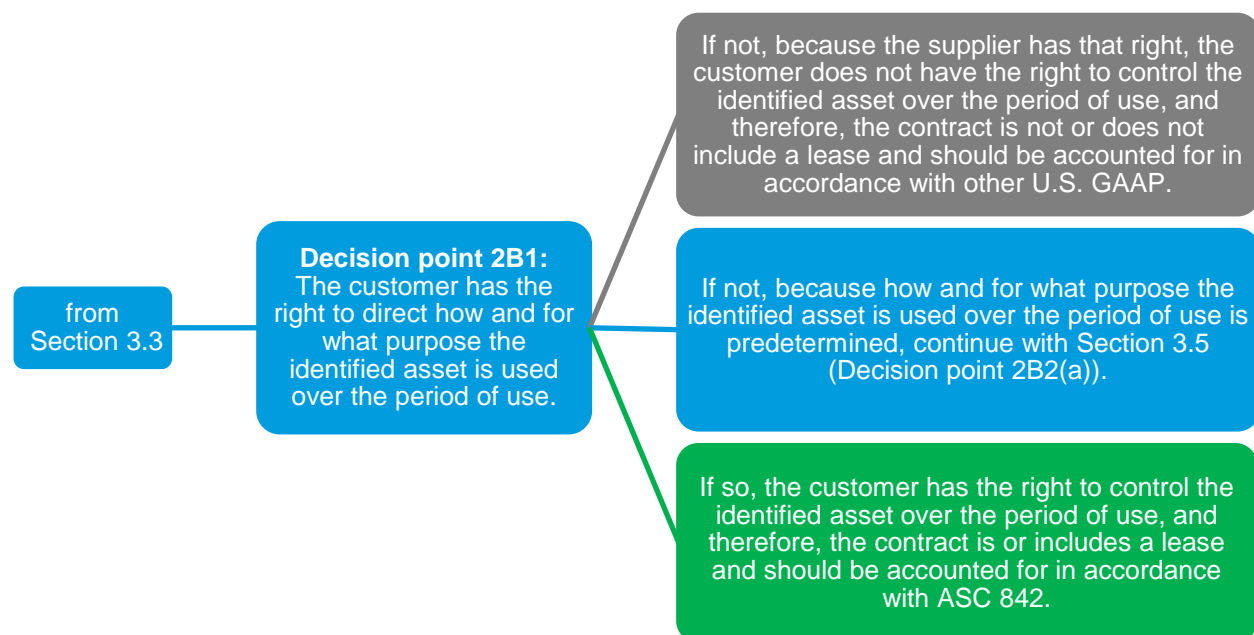 from
Section 3.3
Decision point 2B1:
The customer has the
right to direct how and for
what purpose the
identified asset is used
over the period of use.
If not, because the supplier has that right, the
customer does not have the right to control the
identified asset over the period of use, and
therefore, the contract is not or does not
include a lease and should be accounted for in
accordance with other U.S. GAAP.
If not, because how and for what purpose the
identified asset is used over the period of use is
predetermined, continue with Section 3.5
(Decision point 2B2(a)).
If so, the customer has the right to control the
identified asset over the period of use, and
therefore, the contract is or includes a lease
and should be accounted for in accordance
with ASC 842.